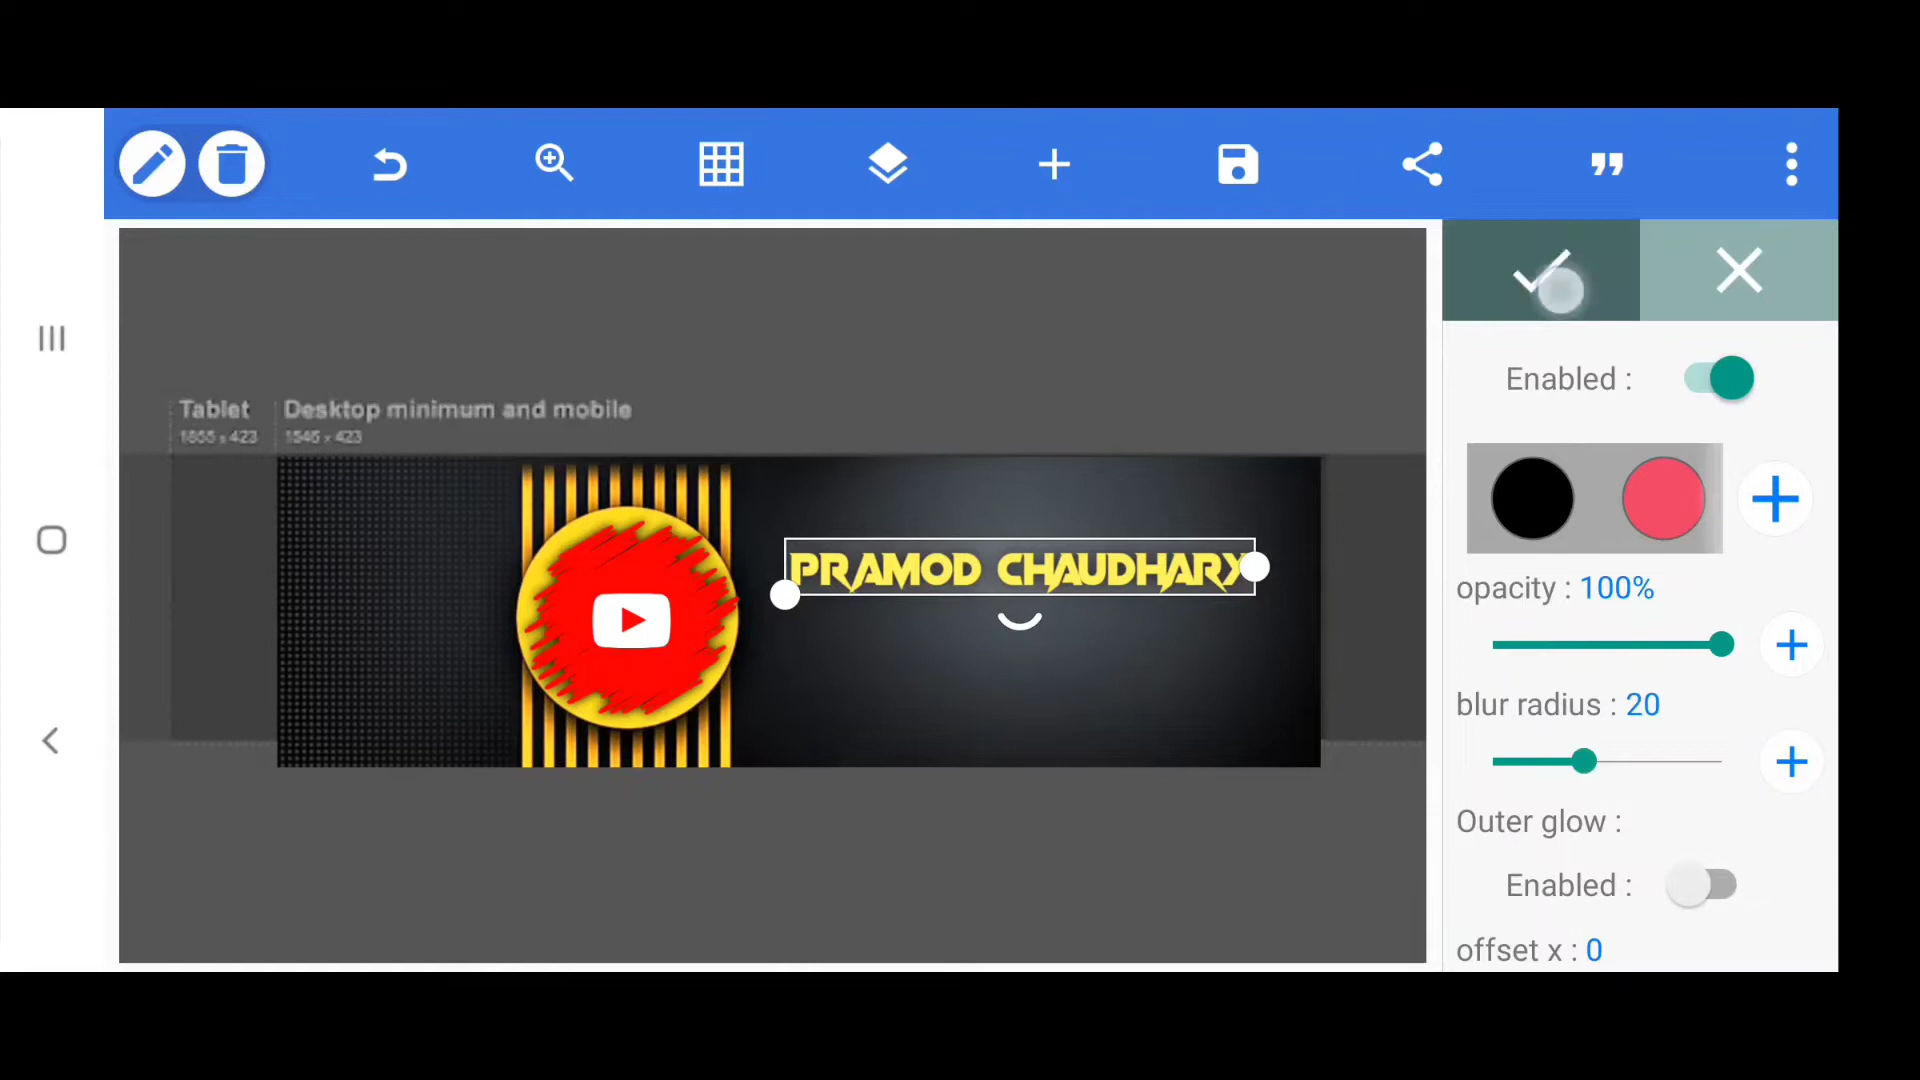 Enabled :
Tablet
Desktop minimum and mobile
1855 x 423
1546 x 423
PRAMOD CHAUDHARY
opacity : 100%
blur radius : 20
Outer glow :
Enabled :
offset x : 0